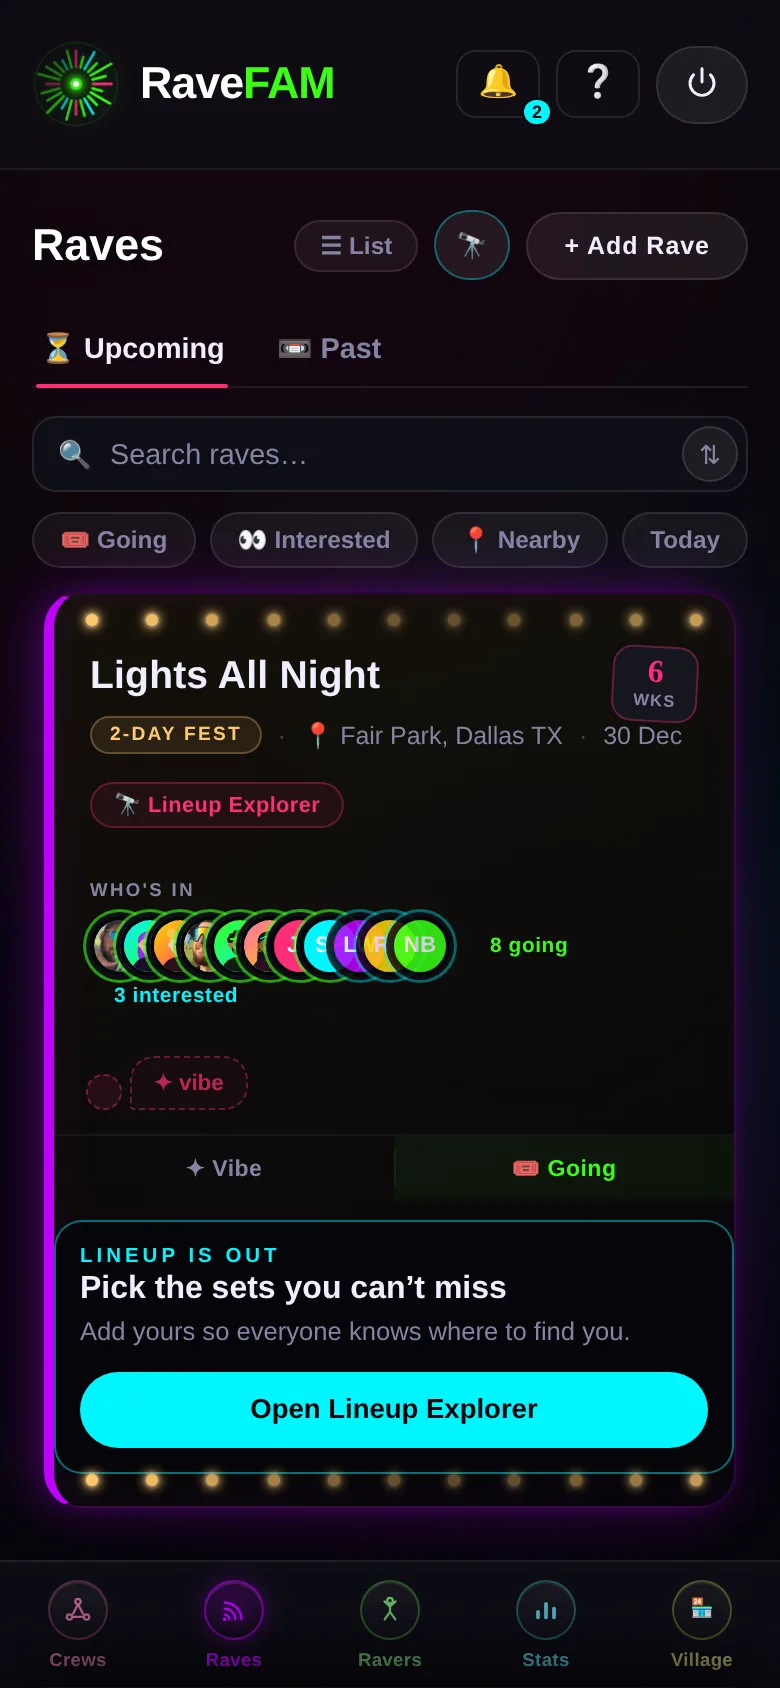 RaveFAM
2
Raves
☰ List
+ Add Rave
Upcoming
Past
Search raves…
Going
Interested
Nearby
Today
Lights All Night
6
WKS
2-DAY FEST · Fair Park, Dallas TX · 30 Dec
Lineup Explorer
WHO'S IN
J S L R NB
8 going
3 interested
✦ vibe
✦ Vibe
Going
LINEUP IS OUT
Pick the sets you can’t miss
Add yours so everyone knows where to find you.
Open Lineup Explorer
Crews
Raves
Ravers
Stats
Village